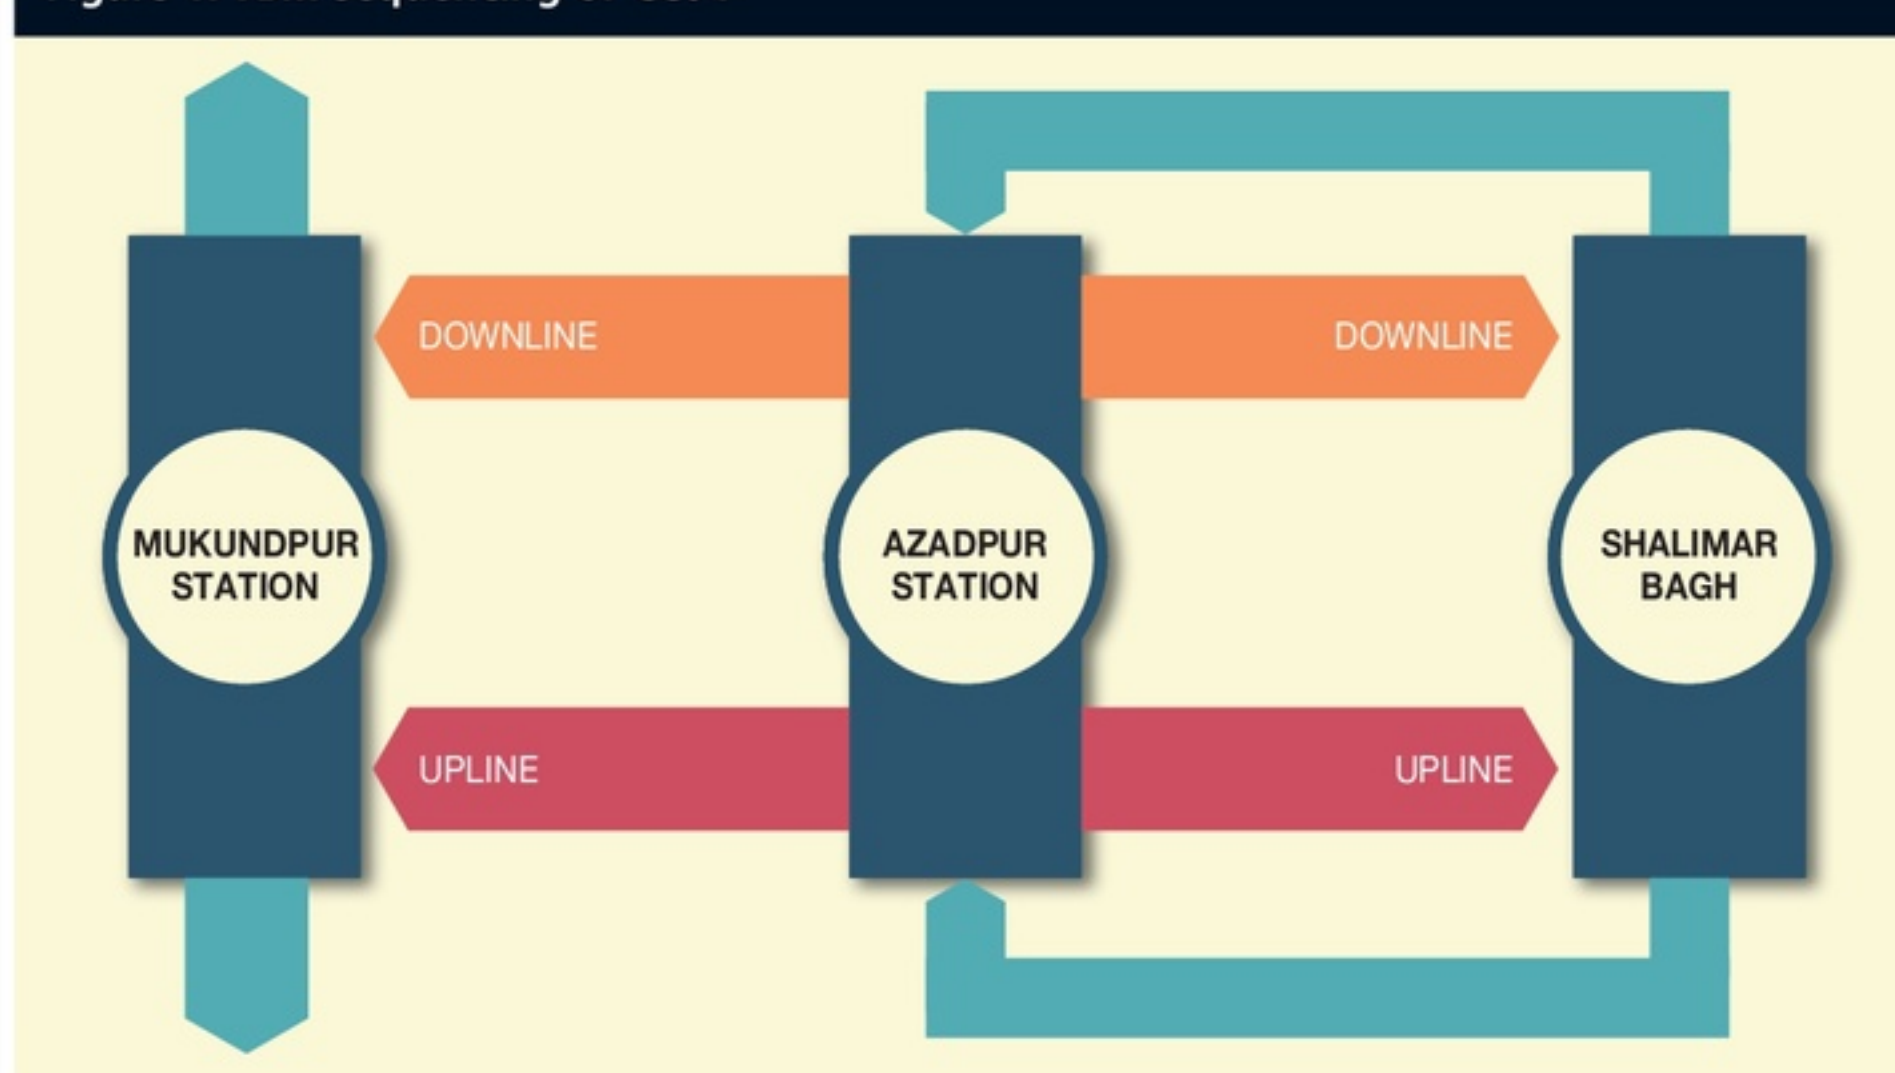 DOWNLINE
DOWNLINE
MUKUNDPUR
STATION
AZADPUR
STATION
SHALIMAR
BAGH
UPLINE
UPLINE